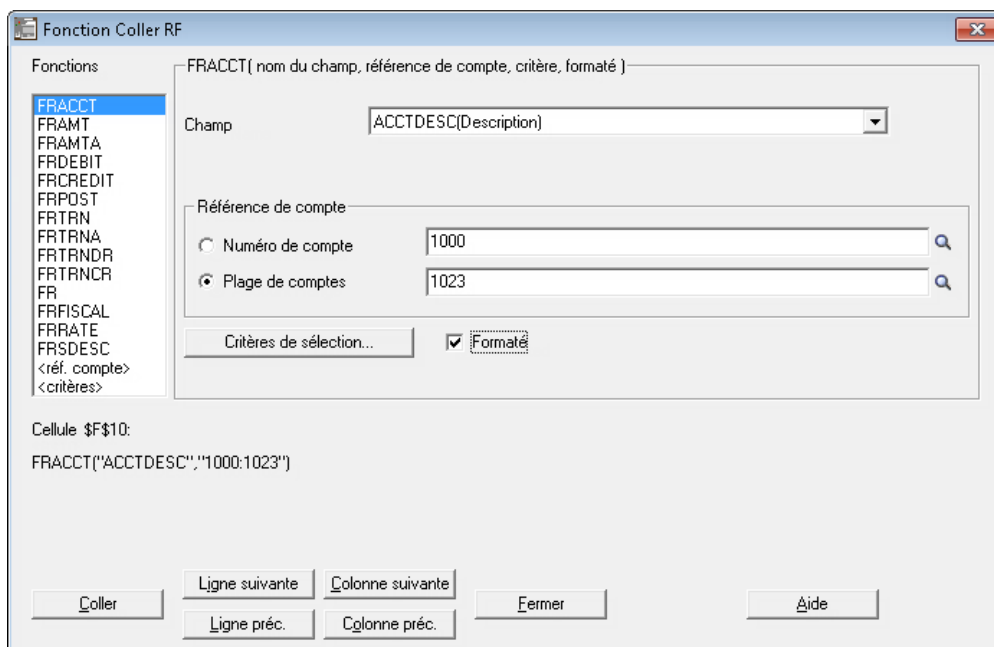 Fonction Coller RF
Fonctions
FRACCT( nom du champ, référence de compte, critère, formaté )
FRACCT
FRAMT
FRAMTA
FRDEBIT
FRCREDIT
FRPOST
FRTRN
FRTRNA
FRTRNDR
FRTRNCR
FR
FRFISCAL
FRRATE
FRSDESC
<réf. compte>
<critères>
Champ
ACCTDESC(Description)
Référence de compte
Numéro de compte
1000
Plage de comptes
1023
Critères de sélection...
Formaté
Cellule $F$10:
FRACCT("ACCTDESC","1000:1023")
Coller
Ligne suivante
Colonne suivante
Ligne préc.
Colonne préc.
Fermer
Aide